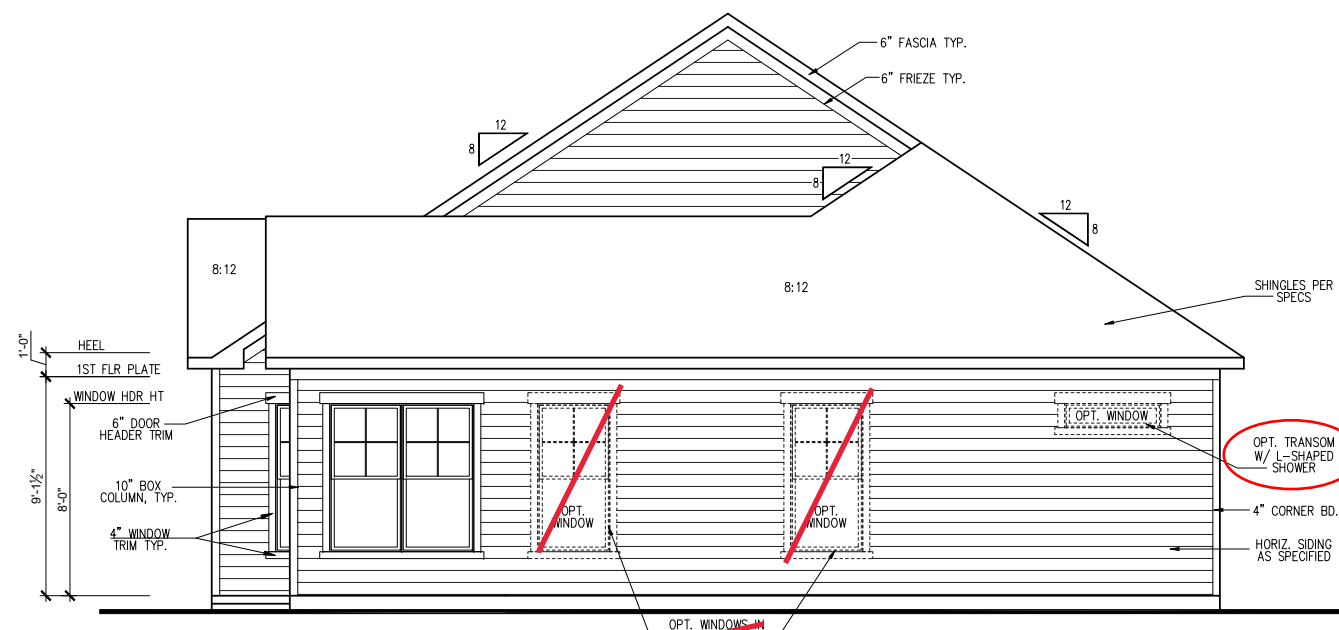 6" FASCIA TYP.
6" FRIEZE TYP.
12
8
12
8
12
8
8:12
8:12
SHINGLES PER
SPECS
1'-0"
HEEL
1ST FLR PLATE
WINDOW HDR HT
6" DOOR
HEADER TRIM
9'-1½"
8'-0"
10" BOX
COLUMN, TYP.
4" WINDOW
TRIM TYP.
OPT.
WINDOW
OPT.
WINDOW
OPT. WINDOW
OPT. TRANSOM
W/ L-SHAPED
SHOWER
4" CORNER BD.
HORIZ. SIDING
AS SPECIFIED
OPT. WINDOWS IN